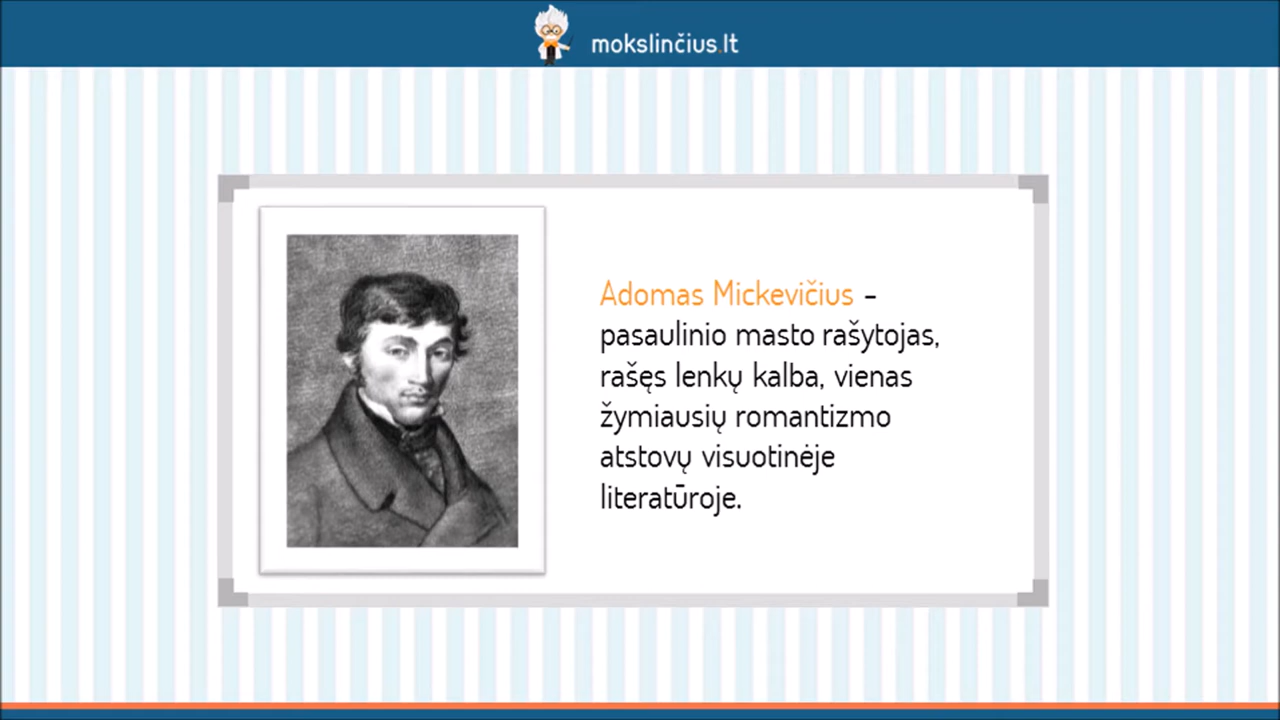 mokslinčius.lt
Adomas Mickevičius –
pasaulinio masto rašytojas,
rašęs lenkų kalba, vienas
žymiausių romantizmo
atstovų visuotinėje
literatūroje.